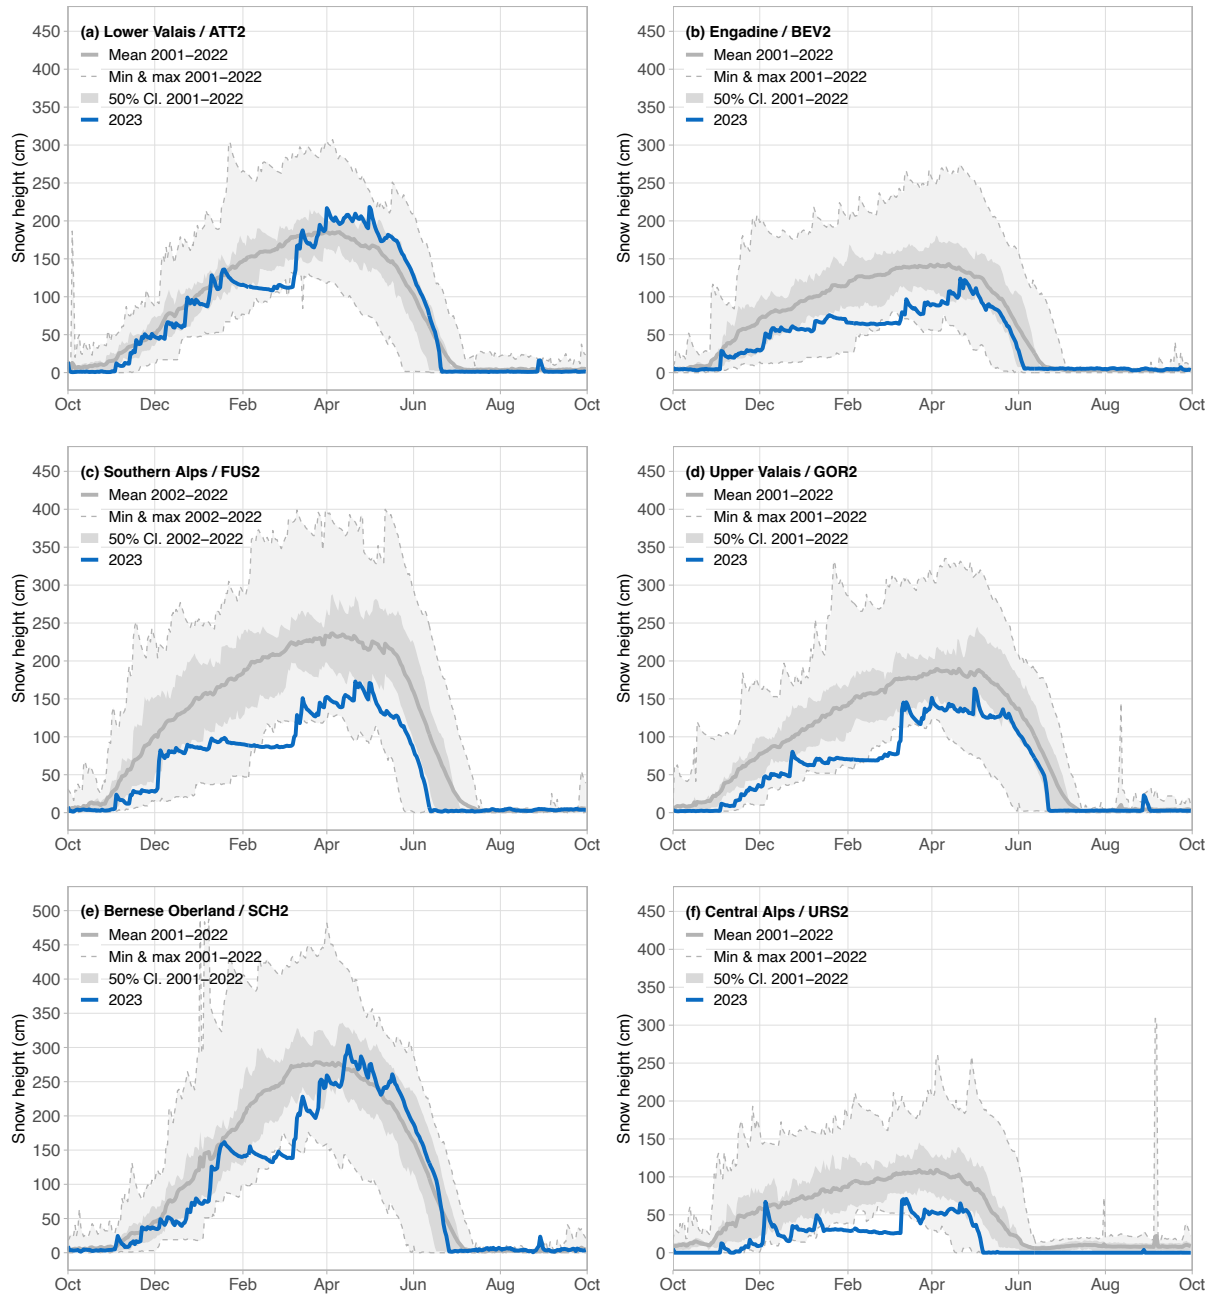 (a) Lower Valais / ATT2
Mean 2001−2022
Min & max 2001−2022
50% CI. 2001−2022
2023
Snow height (cm)
450
400
350
300
250
200
150
100
50
0
Oct Dec Feb Apr Jun Aug Oct
(b) Engadine / BEV2
Mean 2001−2022
Min & max 2001−2022
50% CI. 2001−2022
2023
Snow height (cm)
450
400
350
300
250
200
150
100
50
0
Oct Dec Feb Apr Jun Aug Oct
(c) Southern Alps / FUS2
Mean 2002−2022
Min & max 2002−2022
50% CI. 2002−2022
2023
Snow height (cm)
450
400
350
300
250
200
150
100
50
0
Oct Dec Feb Apr Jun Aug Oct
(d) Upper Valais / GOR2
Mean 2001−2022
Min & max 2001−2022
50% CI. 2001−2022
2023
Snow height (cm)
450
400
350
300
250
200
150
100
50
0
Oct Dec Feb Apr Jun Aug Oct
(e) Bernese Oberland / SCH2
Mean 2001−2022
Min & max 2001−2022
50% CI. 2001−2022
2023
Snow height (cm)
500
450
400
350
300
250
200
150
100
50
0
Oct Dec Feb Apr Jun Aug Oct
(f) Central Alps / URS2
Mean 2001−2022
Min & max 2001−2022
50% CI. 2001−2022
2023
Snow height (cm)
450
400
350
300
250
200
150
100
50
0
Oct Dec Feb Apr Jun Aug Oct